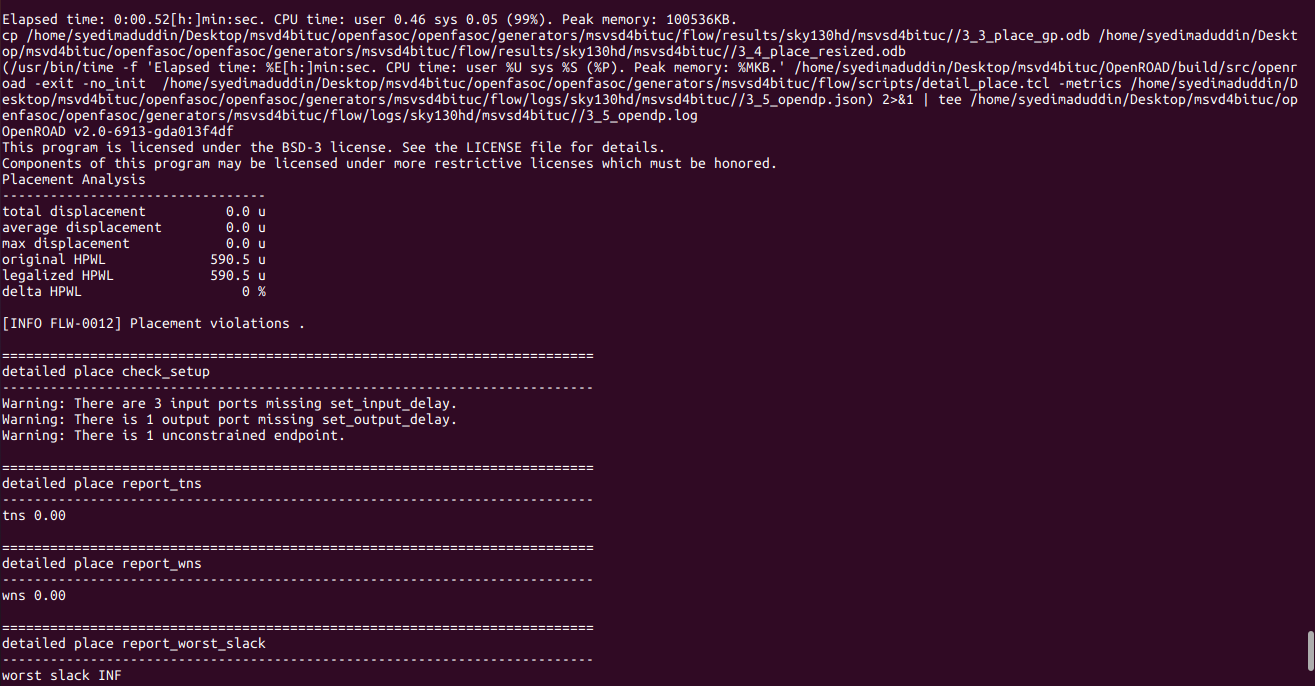 Elapsed time: 0:00.52[h:]min:sec. CPU time: user 0.46 sys 0.05 (99%). Peak memory: 100536KB.
cp /home/syedimaduddin/Desktop/msvd4bituc/openfasoc/openfasoc/generators/msvsd4bituc/flow/results/sky130hd/msvsd4bituc//3_3_place_gp.odb /home/syedimaduddin/Deskt
op/msvd4bituc/openfasoc/openfasoc/generators/msvsd4bituc/flow/results/sky130hd/msvsd4bituc//3_4_place_resized.odb
(/usr/bin/time -f 'Elapsed time: %E[h:]min:sec. CPU time: user %U sys %S (%P). Peak memory: %MKB.' /home/syedimaduddin/Desktop/msvd4bituc/OpenROAD/build/src/openr
oad -exit -no_init  /home/syedimaduddin/Desktop/msvd4bituc/openfasoc/openfasoc/generators/msvsd4bituc/flow/scripts/detail_place.tcl -metrics /home/syedimaduddin/D
esktop/msvd4bituc/openfasoc/openfasoc/generators/msvsd4bituc/flow/logs/sky130hd/msvsd4bituc//3_5_opendp.json) 2>&1 | tee /home/syedimaduddin/Desktop/msvd4bituc/op
enfasoc/openfasoc/generators/msvsd4bituc/flow/logs/sky130hd/msvsd4bituc//3_5_opendp.log
OpenROAD v2.0-6913-gda013f4df
This program is licensed under the BSD-3 license. See the LICENSE file for details.
Components of this program may be licensed under more restrictive licenses which must be honored.
Placement Analysis
---------------------------------
total displacement          0.0 u
average displacement        0.0 u
max displacement            0.0 u
original HPWL             590.5 u
legalized HPWL            590.5 u
delta HPWL                    0 %
[INFO FLW-0012] Placement violations .
==========================================================================
detailed place check_setup
--------------------------------------------------------------------------
Warning: There are 3 input ports missing set_input_delay.
Warning: There is 1 output port missing set_output_delay.
Warning: There is 1 unconstrained endpoint.
==========================================================================
detailed place report_tns
--------------------------------------------------------------------------
tns 0.00
==========================================================================
detailed place report_wns
--------------------------------------------------------------------------
wns 0.00
==========================================================================
detailed place report_worst_slack
--------------------------------------------------------------------------
worst slack INF